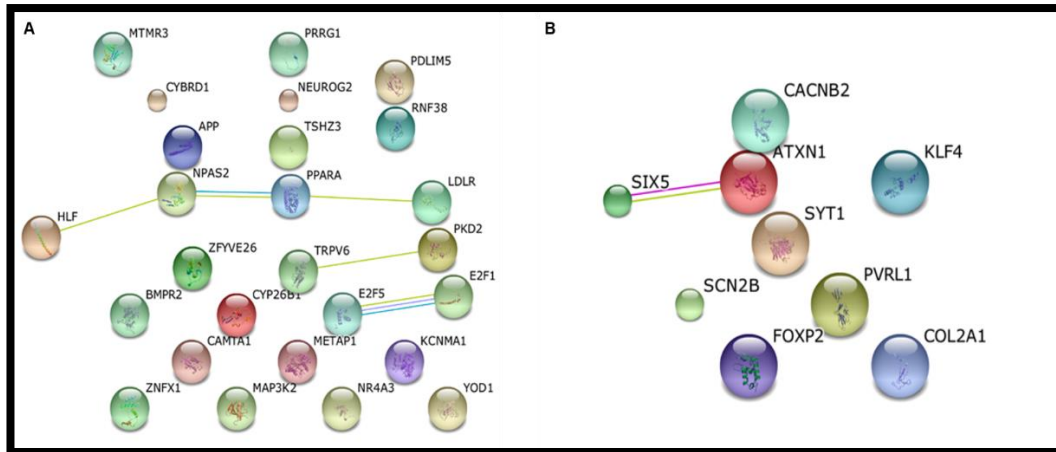 A
MTMR3
PRRG1
PDLIM5
CYBRD1
NEUROG2
RNF38
APP
TSHZ3
NPAS2
PPARA
LDLR
HLF
PKD2
ZFYVE26
TRPV6
E2F1
BMPR2
CYP26B1
E2F5
CAMTA1
METAP1
KCNMA1
ZNFX1
MAP3K2
NR4A3
YOD1
B
CACNB2
ATXN1
KLF4
SIX5
SYT1
SCN2B
PVRL1
FOXP2
COL2A1